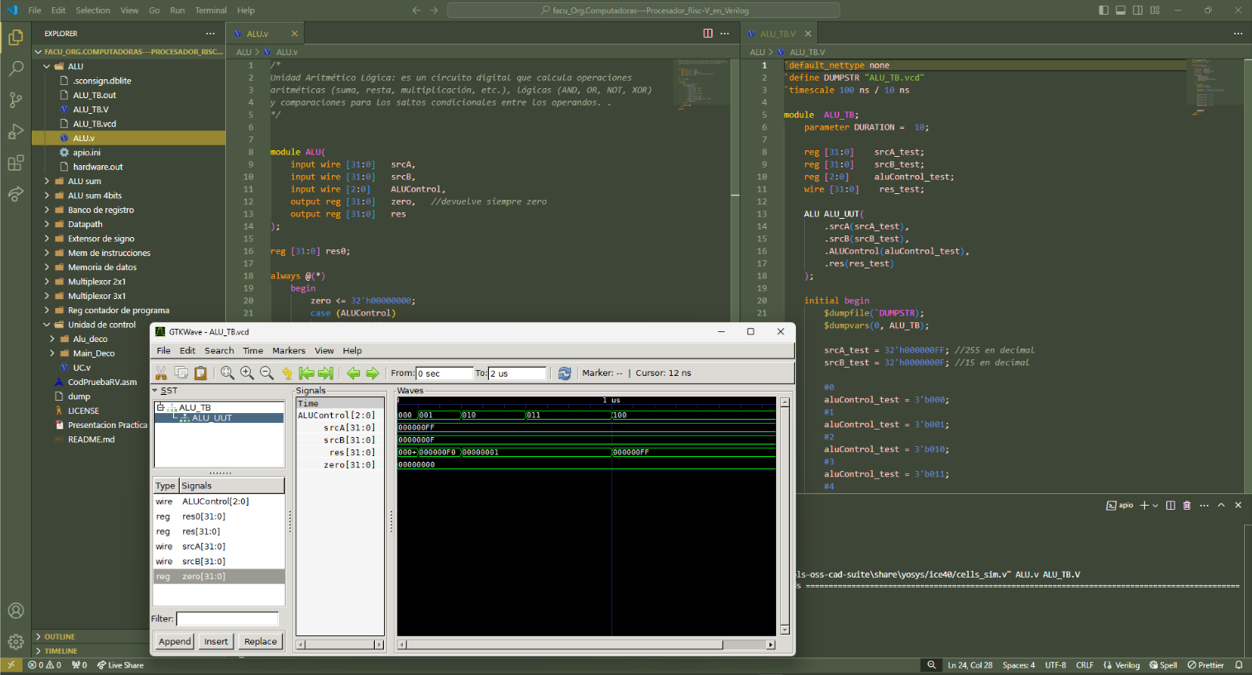 File Edit Selection View Go Run Terminal Help
facu_Org.Computadoras---Procesador_Risc-V_en_Verilog
EXPLORER
FACU_ORG.COMPUTADORAS---PROCESADOR_RISC...
ALU
.sconsign.dblite
ALU_TB.out
ALU_TB.V
ALU_TB.vcd
ALU.v
apio.ini
hardware.out
ALU sum
ALU sum 4bits
Banco de registro
Datapath
Extensor de signo
Mem de instrucciones
Memoria de datos
Multiplexor 2x1
Multiplexor 3x1
Reg contador de programa
Unidad de control
Alu_deco
Main_Deco
UC.v
CodPruebaRV.asm
dump
LICENSE
Presentacion Practica
README.md
OUTLINE
TIMELINE
ALU.v
ALU > ALU.v
1 /*
2 Unidad Aritmético Lógica: es un circuito digital que calcula operaciones
3 aritméticas (suma, resta, multiplicación, etc.), lógicas (AND, OR, NOT, XOR)
4 y comparaciones para los saltos condicionales entre los operandos. .
5 */
6
7
8 module ALU(
9 input wire [31:0] srcA,
10 input wire [31:0] srcB,
11 input wire [2:0] ALUControl,
12 output reg [31:0] zero, //devuelve siempre zero
13 output reg [31:0] res
14 );
15
16 reg [31:0] res0;
17
18 always @(*)
19 begin
20 zero <= 32'h00000000;
21 case (ALUControl)
ALU_TB.V
ALU > ALU_TB.V
1 `default_nettype none
2 `define DUMPSTR "ALU_TB.vcd"
3 `timescale 100 ns / 10 ns
4
5 module ALU_TB;
6 parameter DURATION = 10;
7
8 reg [31:0] srcA_test;
9 reg [31:0] srcB_test;
10 reg [2:0] aluControl_test;
11 wire [31:0] res_test;
12
13 ALU ALU_UUT(
14 .srcA(srcA_test),
15 .srcB(srcB_test),
16 .ALUControl(aluControl_test),
17 .res(res_test)
18 );
19
20 initial begin
21 $dumpfile(`DUMPSTR);
$dumpvars(0, ALU_TB);
srcA_test = 32'h000000FF; //255 en decimal
srcB_test = 32'h0000000F; //15 en decimal
#0
aluControl_test = 3'b000;
#1
aluControl_test = 3'b001;
#2
aluControl_test = 3'b010;
#3
aluControl_test = 3'b011;
#4
GTKWave - ALU_TB.vcd
File Edit Search Time Markers View Help
From: 0 sec To: 2 us Marker: -- | Cursor: 12 ns
SST
ALU_TB
ALU_UUT
Type Signals
wire ALUControl[2:0]
reg res0[31:0]
reg res[31:0]
wire srcA[31:0]
wire srcB[31:0]
reg zero[31:0]
Filter:
Append Insert Replace
Signals
Time
ALUControl[2:0]
srcA[31:0]
srcB[31:0]
res[31:0]
zero[31:0]
Waves
1 us
000 001 010 011 100
000000FF
0000000F
000+ 000000F0 00000001 000000FF
00000000
apio
ls-oss-cad-suite\share\yosys/ice40/cells_sim.v" ALU.v ALU_TB.V
0 0 0 Live Share
Ln 24, Col 28 Spaces: 4 UTF-8 CRLF Verilog Spell Prettier